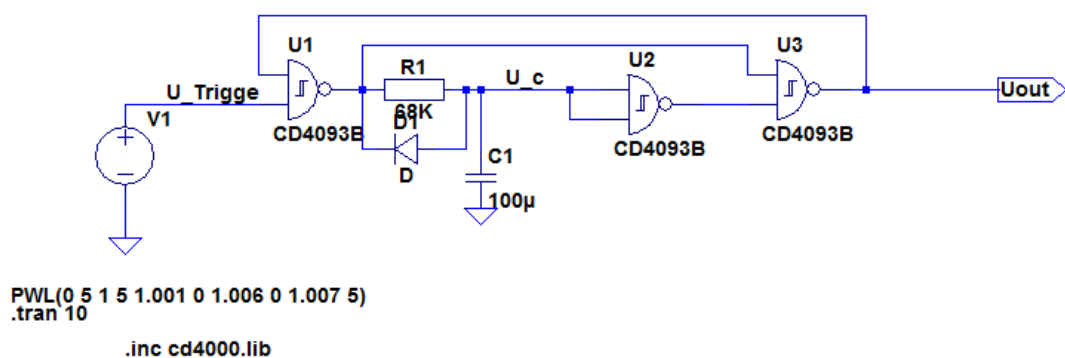 U1
U2
U3
R1
U_Trigge
U_c
Uout
V1
68K
D1
CD4093B
CD4093B
CD4093B
D
C1
100µ
PWL(0 5 1 5 1.001 0 1.006 0 1.007 5)
.tran 10
.inc cd4000.lib